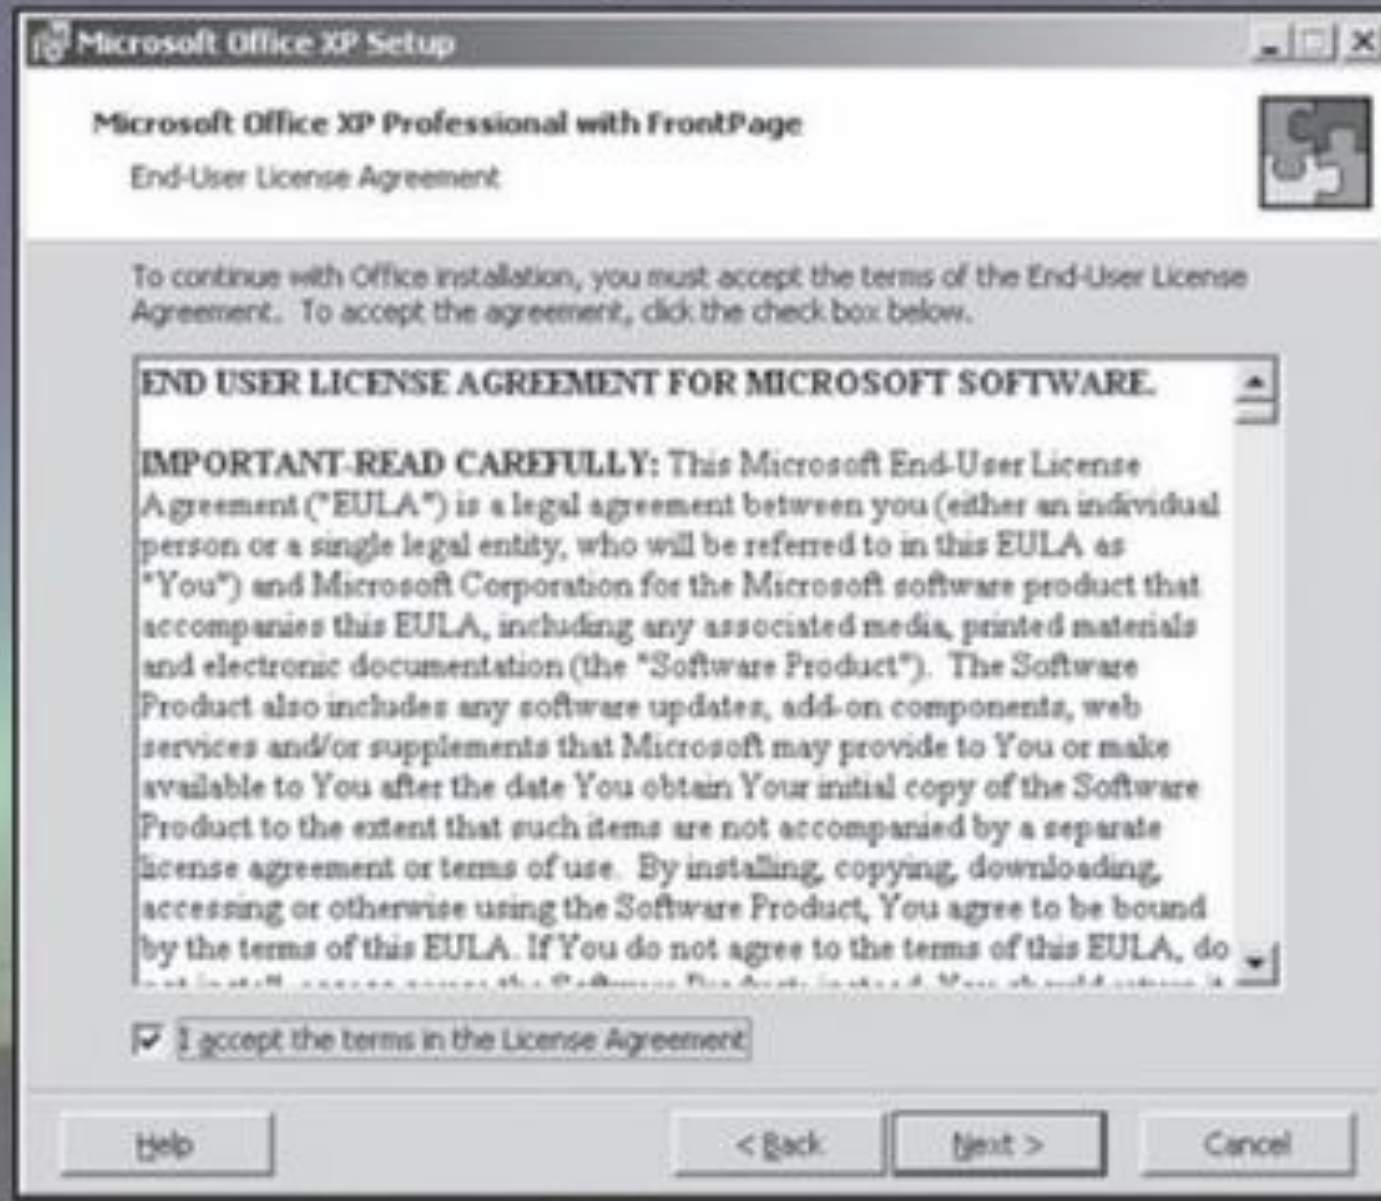 Microsoft Office XP Setup
Microsoft Office XP Professional with FrontPage
End-User License Agreement
To continue with Office installation, you must accept the terms of the End-User License
Agreement. To accept the agreement, click the check box below.
END USER LICENSE AGREEMENT FOR MICROSOFT SOFTWARE.
IMPORTANT-READ CAREFULLY: This Microsoft End-User License
Agreement ("EULA") is a legal agreement between you (either an individual
person or a single legal entity, who will be referred to in this EULA as
"You") and Microsoft Corporation for the Microsoft software product that
accompanies this EULA, including any associated media, printed materials
and electronic documentation (the "Software Product"). The Software
Product also includes any software updates, add-on components, web
services and/or supplements that Microsoft may provide to You or make
available to You after the date You obtain Your initial copy of the Software
Product to the extent that such items are not accompanied by a separate
license agreement or terms of use. By installing, copying, downloading,
accessing or otherwise using the Software Product, You agree to be bound
by the terms of this EULA. If You do not agree to the terms of this EULA, do
I accept the terms in the License Agreement
Help
< Back
Next >
Cancel